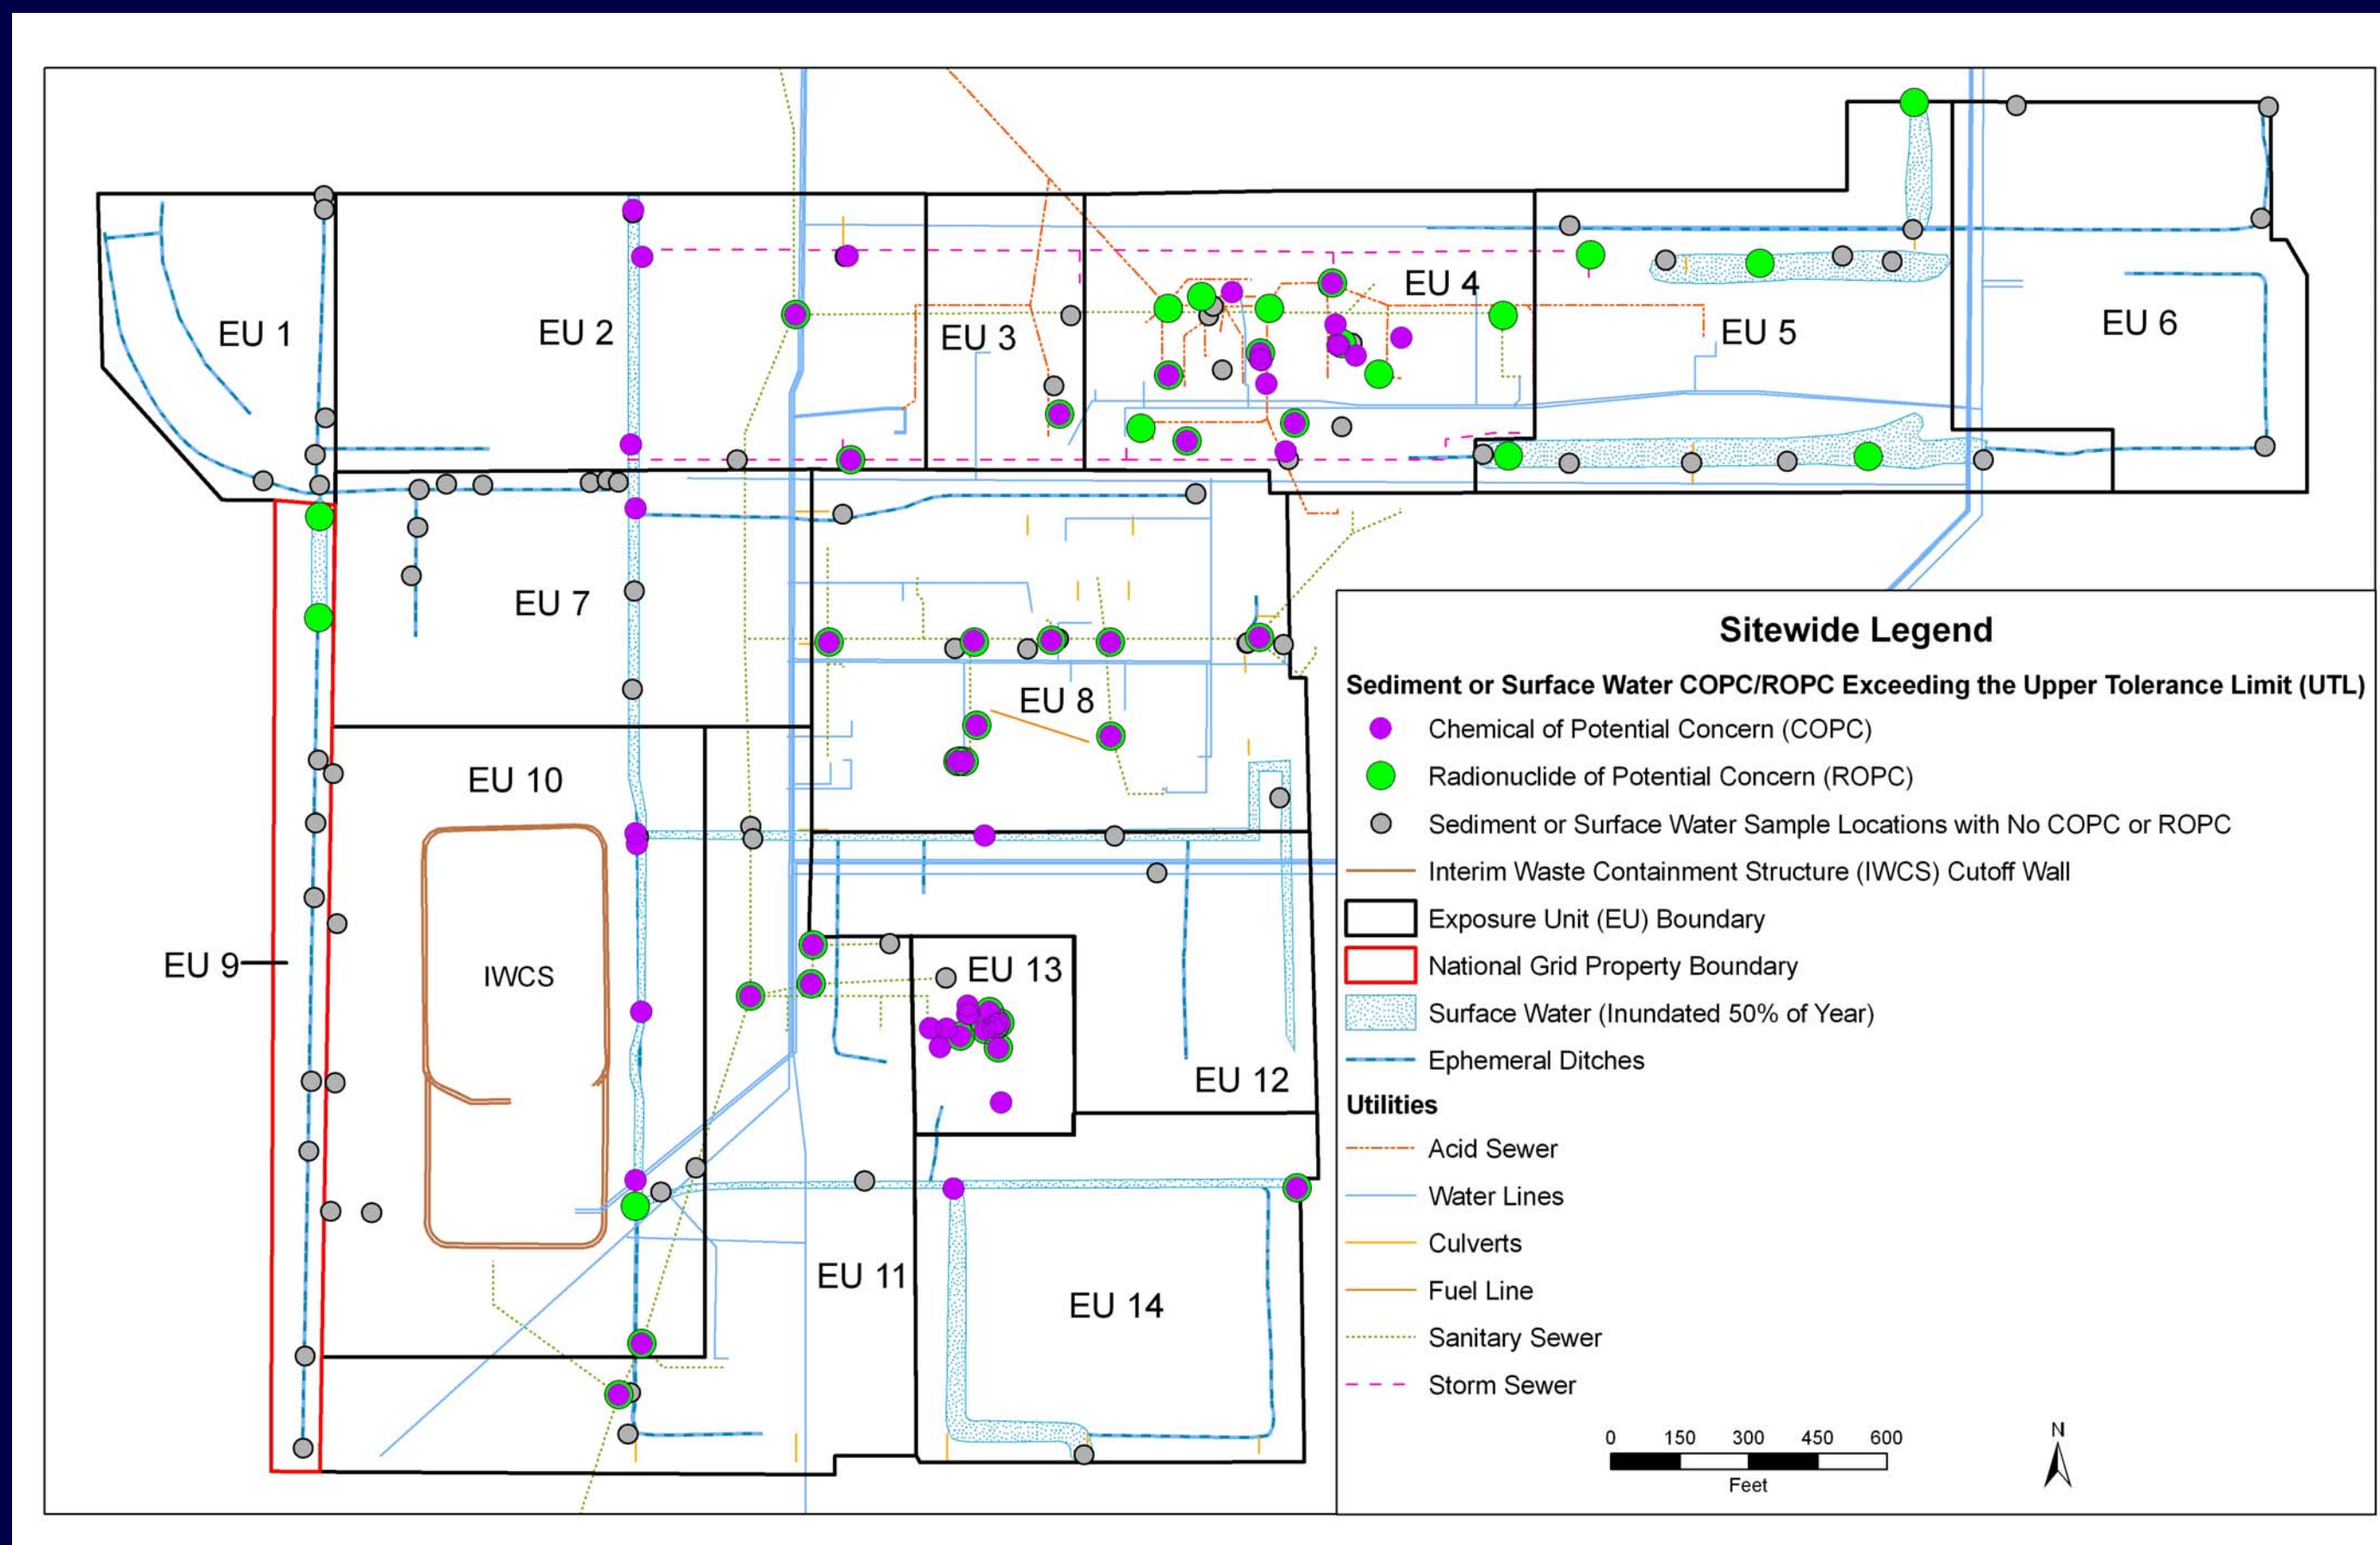 EU 1
EU 2
EU 3
EU 4
EU 5
EU 6
EU 7
EU 8
EU 9
EU 10
IWCS
EU 11
EU 12
EU 13
EU 14
Sitewide Legend
Sediment or Surface Water COPC/ROPC Exceeding the Upper Tolerance Limit (UTL)
Chemical of Potential Concern (COPC)
Radionuclide of Potential Concern (ROPC)
Sediment or Surface Water Sample Locations with No COPC or ROPC
Interim Waste Containment Structure (IWCS) Cutoff Wall
Exposure Unit (EU) Boundary
National Grid Property Boundary
Surface Water (Inundated 50% of Year)
Ephemeral Ditches
Utilities
Acid Sewer
Water Lines
Culverts
Fuel Line
Sanitary Sewer
Storm Sewer
0 150 300 450 600
Feet
N